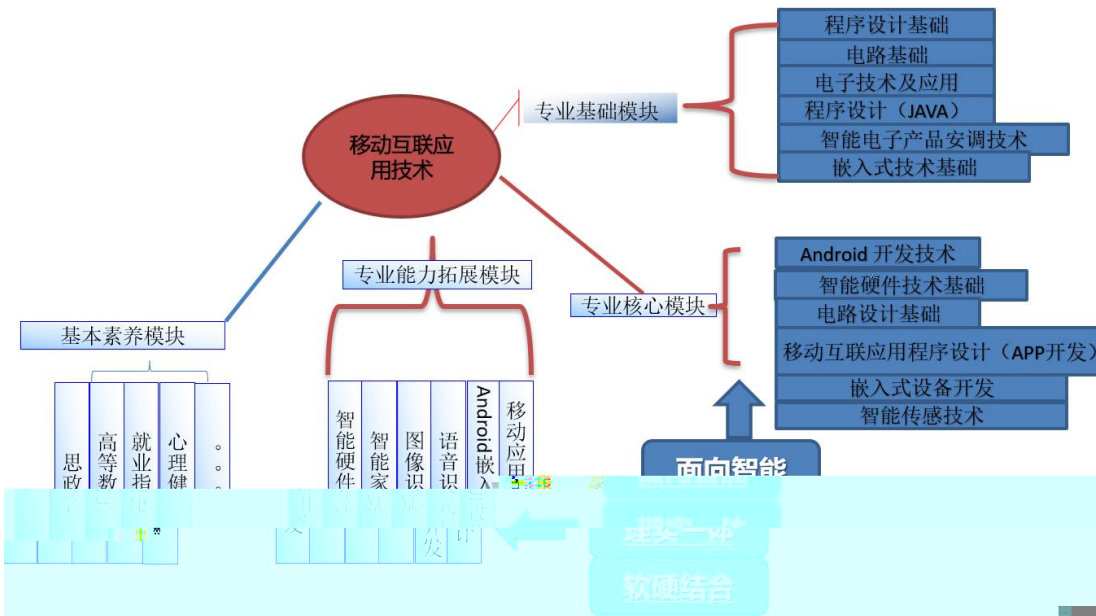 移动互联应
用技术
专业基础模块
程序设计基础
电路基础
电子技术及应用
程序设计（JAVA）
智能电子产品安调技术
嵌入式技术基础
专业核心模块
Android 开发技术
智能硬件技术基础
电路设计基础
移动互联应用程序设计（APP开发）
嵌入式设备开发
智能传感技术
专业能力拓展模块
智能硬件
智能家
图像识
语音识
Android嵌入
移动应用
基本素养模块
思政
高等数
就业指
心理健
。。。
面向智能
理实一体
软硬结合
发
开发
计